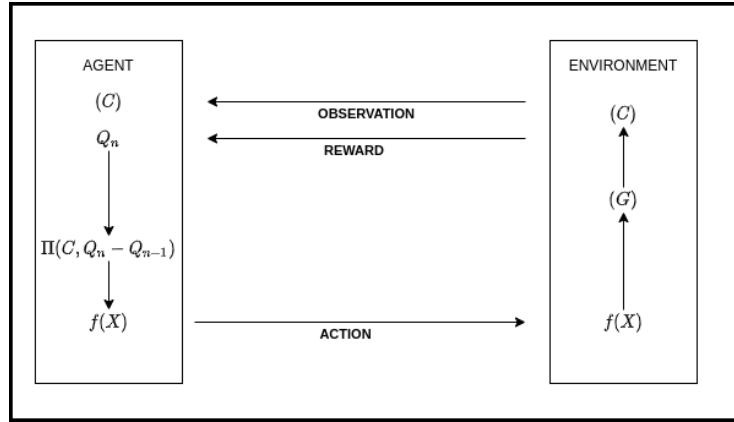 AGENT
(C)
Q_n
Π(C, Q_n − Q_{n−1})
f(X)
OBSERVATION
REWARD
ACTION
ENVIRONMENT
(C)
(G)
f(X)